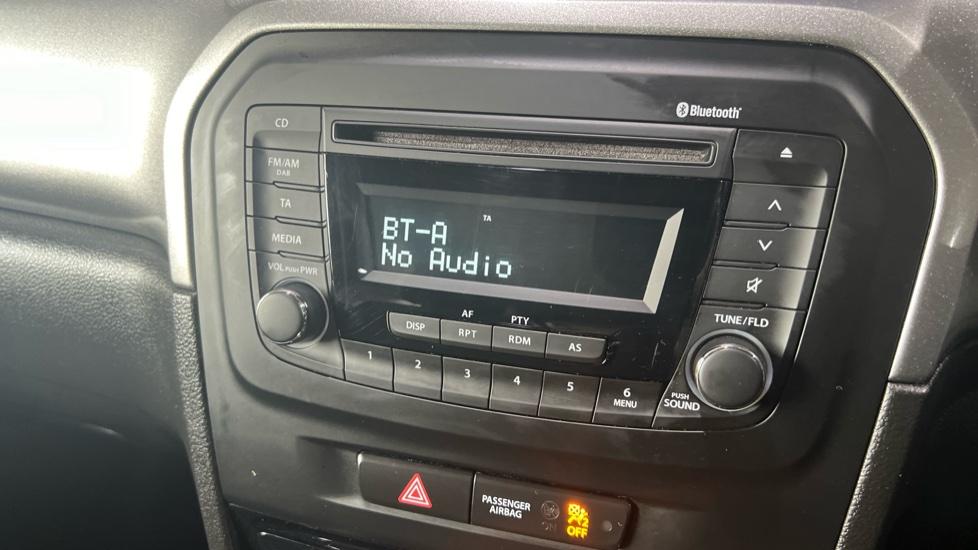 Bluetooth
CD
FM/AM
DAB
TA
MEDIA
VOL PUSH PWR
TA
BT-A
No Audio
AF
PTY
DISP
RPT
RDM
AS
1
2
3
4
5
6
MENU
TUNE/FLD
PUSH
SOUND
PASSENGER
AIRBAG
ON
2
OFF